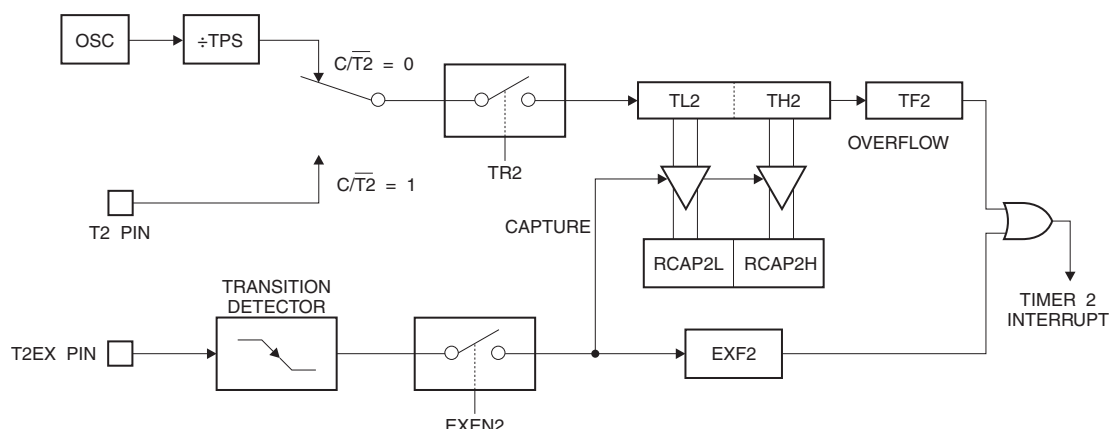 OSC
÷TPS
C/T2 = 0
TL2
TH2
TF2
OVERFLOW
TR2
C/T2 = 1
T2 PIN
CAPTURE
RCAP2L
RCAP2H
TRANSITION
DETECTOR
TIMER 2
INTERRUPT
T2EX PIN
EXF2
EXEN2